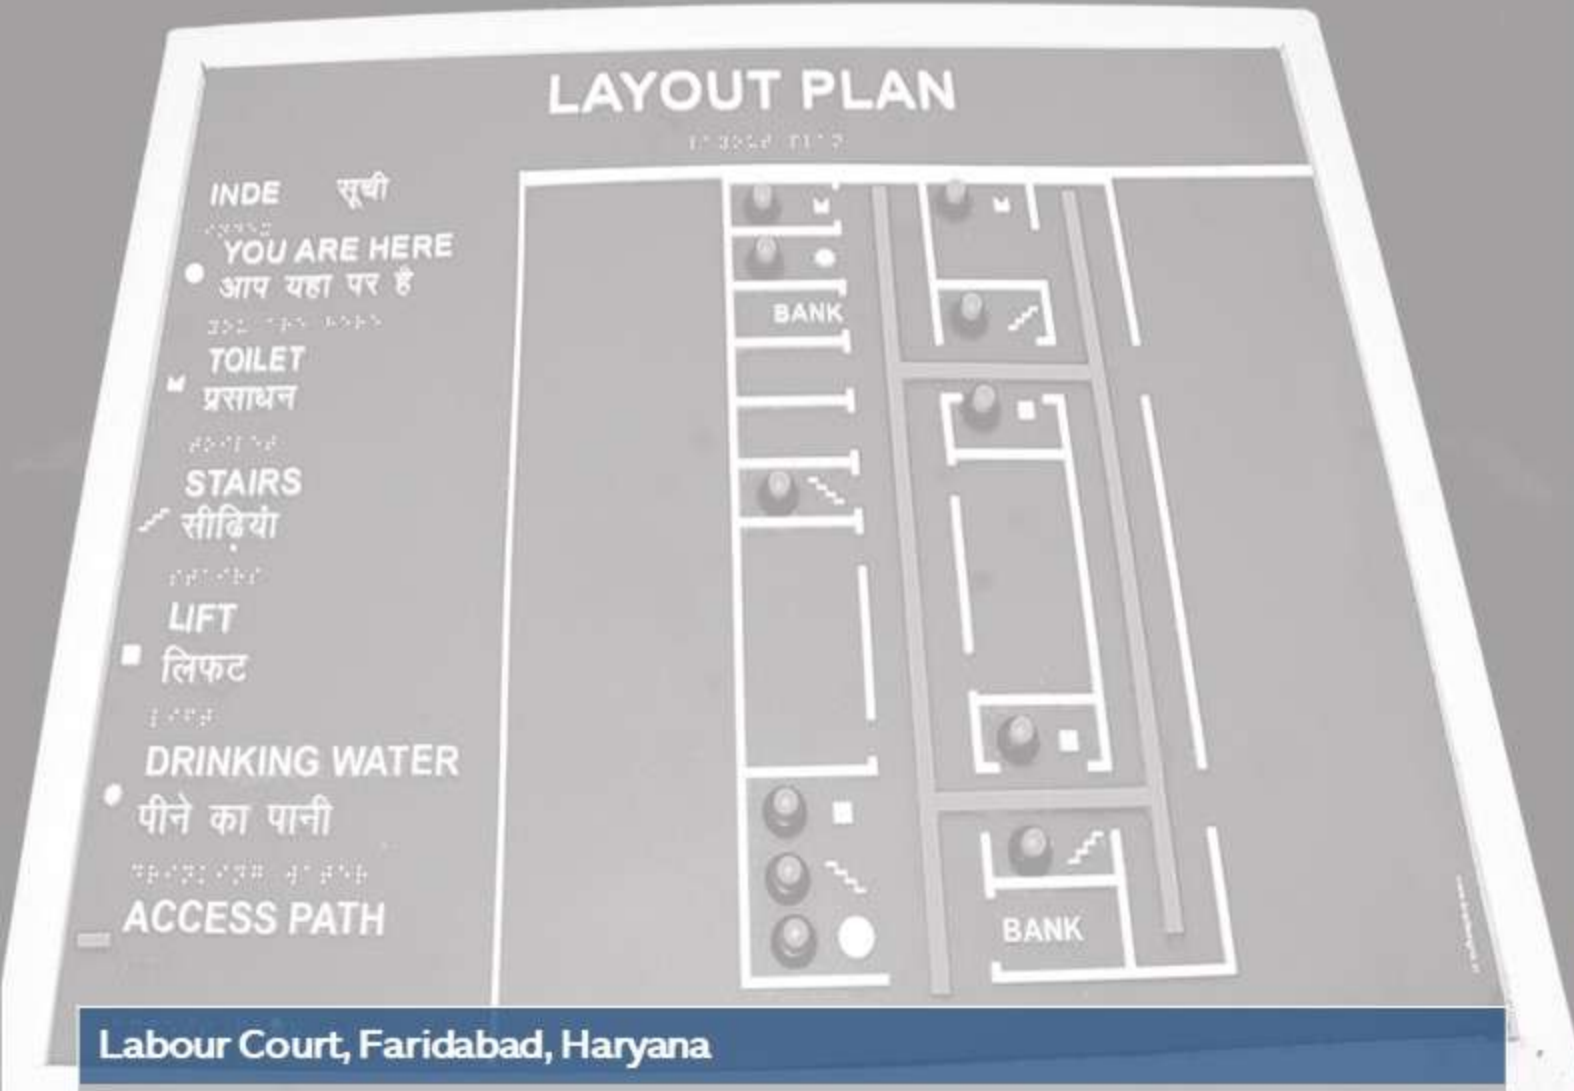 LAYOUT PLAN
INDE सूची
YOU ARE HERE
आप यहा पर है
TOILET
प्रसाधन
STAIRS
सीढ़ियां
LIFT
लिफट
DRINKING WATER
पीने का पानी
ACCESS PATH
BANK
BANK
Labour Court, Faridabad, Haryana